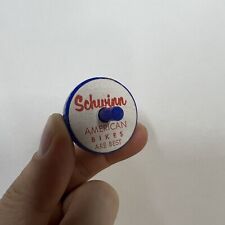 Schwinn
AMERICAN
BIKES
ARE BEST